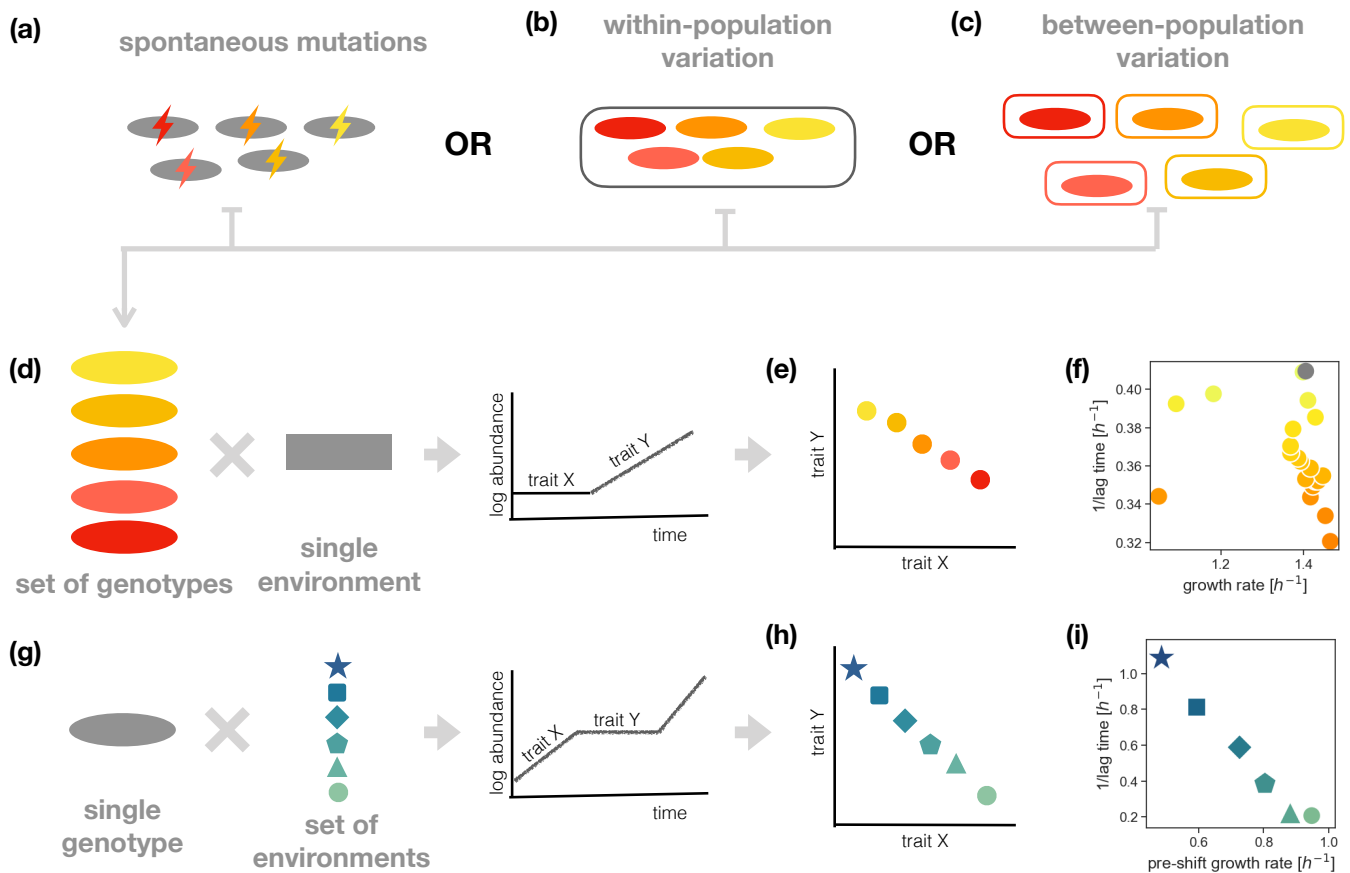 (a)
spontaneous mutations
(b)
within-population
variation
(c)
between-population
variation
OR
OR
(d)
set of genotypes
single
environment
log abundance
trait X
trait Y
time
(e)
trait Y
trait X
(f)
1/lag time [h⁻¹]
0.40
0.38
0.36
0.34
0.32
1.2
1.4
growth rate [h⁻¹]
(g)
single
genotype
set of
environments
log abundance
trait X
trait Y
time
(h)
trait Y
trait X
(i)
1/lag time [h⁻¹]
1.0
0.8
0.6
0.4
0.2
0.6
0.8
1.0
pre-shift growth rate [h⁻¹]